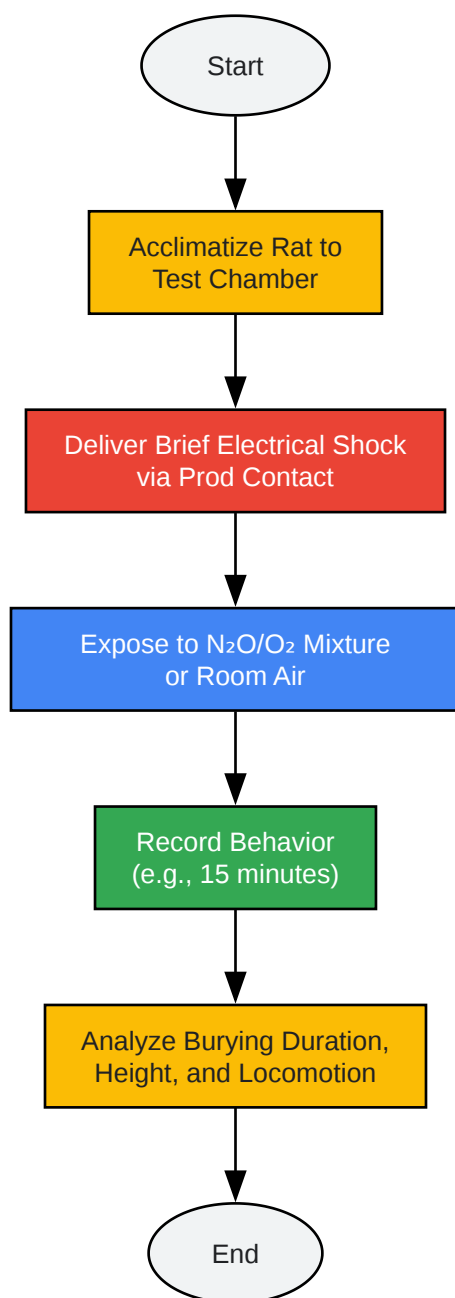 Start
Acclimatize Rat to
Test Chamber
Deliver Brief Electrical Shock
via Prod Contact
Expose to N₂O/O₂ Mixture
or Room Air
Record Behavior
(e.g., 15 minutes)
Analyze Burying Duration,
Height, and Locomotion
End